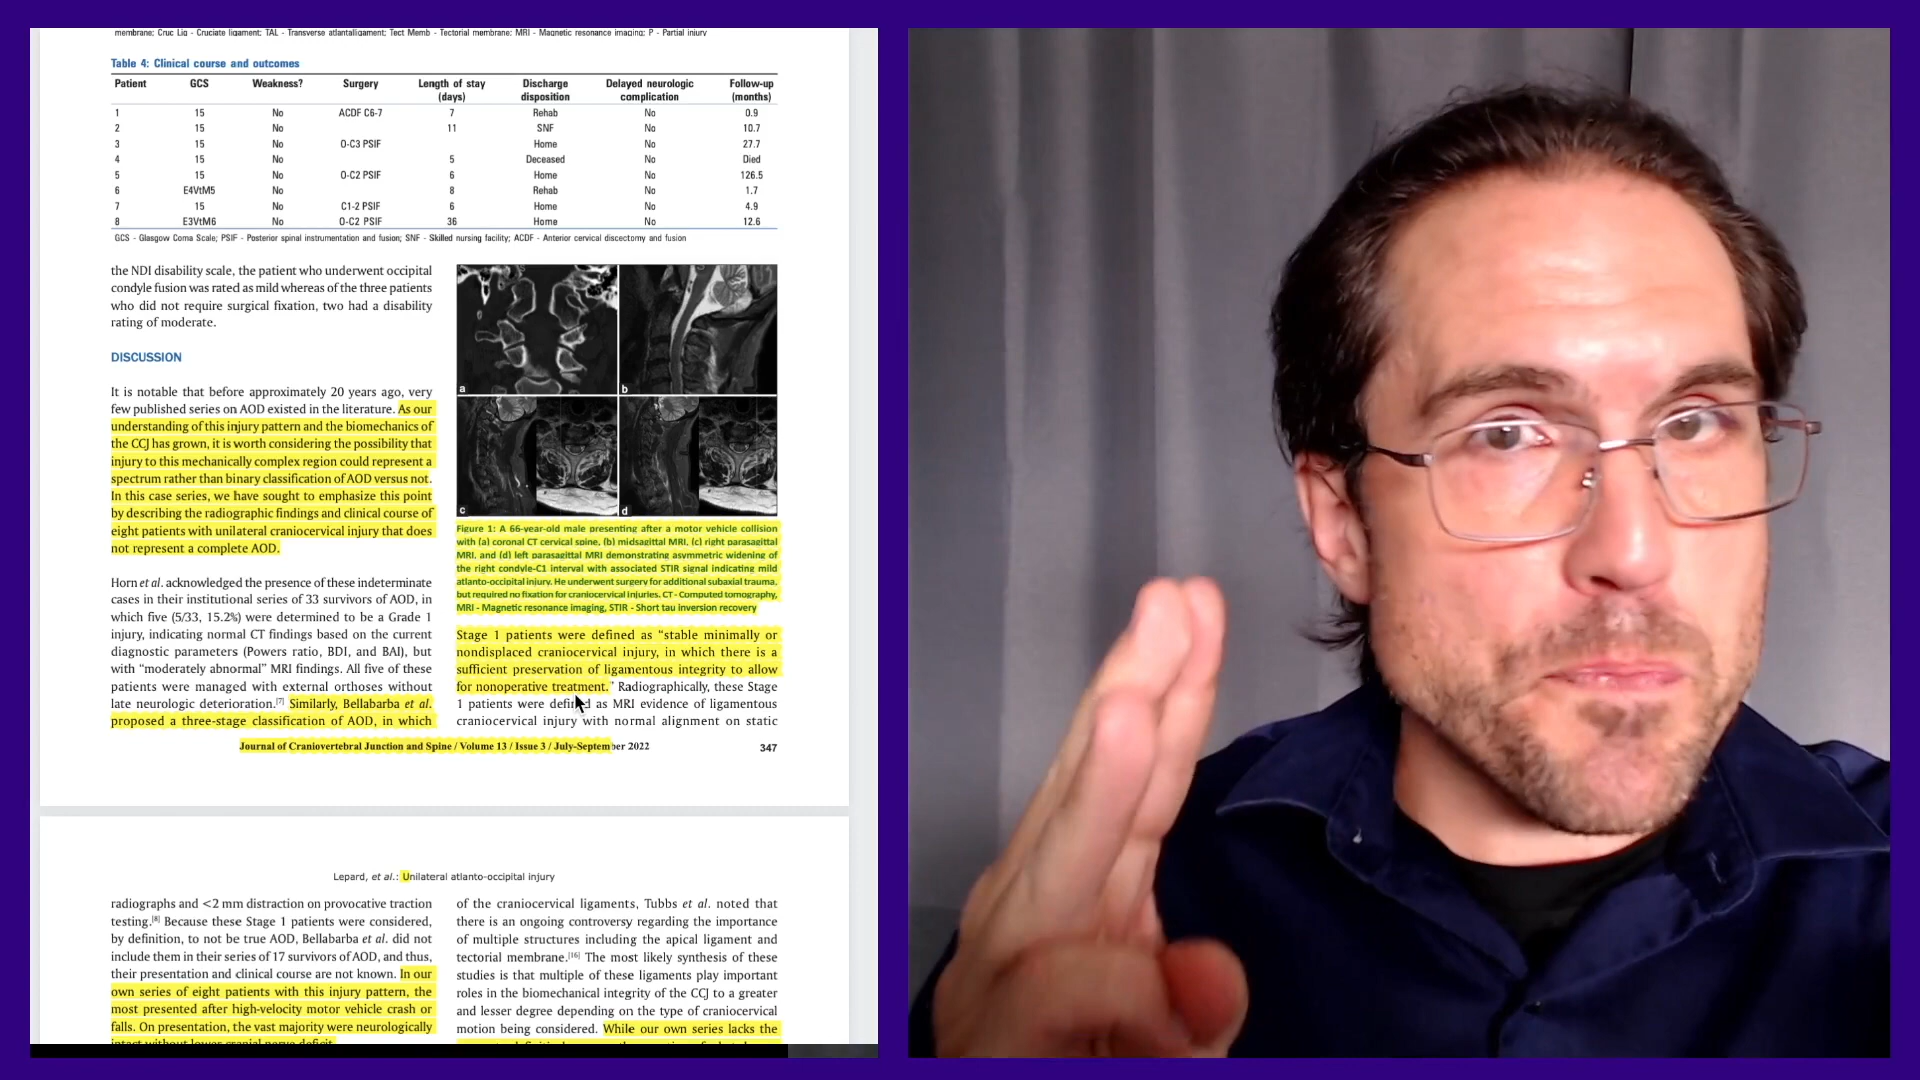 membrane; Cruc Lig - Cruciate ligament; TAL - Transverse atlantalligament; Tect Memb - Tectorial membrane; MRI - Magnetic resonance imaging; P - Partial injury
Table 4: Clinical course and outcomes
Patient GCS Weakness? Surgery Length of stay (days) Discharge disposition Delayed neurologic complication Follow-up (months)
1 15 No ACDF C6-7 7 Rehab No 0.9
2 15 No 11 SNF No 10.7
3 15 No O-C3 PSIF Home No 27.7
4 15 No 5 Deceased No Died
5 15 No O-C2 PSIF 6 Home No 126.5
6 E4VtM5 No 8 Rehab No 1.7
7 15 No C1-2 PSIF 6 Home No 4.9
8 E3VtM6 No O-C2 PSIF 36 Home No 12.6
GCS - Glasgow Coma Scale; PSIF - Posterior spinal instrumentation and fusion; SNF - Skilled nursing facility; ACDF - Anterior cervical discectomy and fusion
the NDI disability scale, the patient who underwent occipital
condyle fusion was rated as mild whereas of the three patients
who did not require surgical fixation, two had a disability
rating of moderate.
DISCUSSION
It is notable that before approximately 20 years ago, very
few published series on AOD existed in the literature. As our
understanding of this injury pattern and the biomechanics of
the CCJ has grown, it is worth considering the possibility that
injury to this mechanically complex region could represent a
spectrum rather than binary classification of AOD versus not.
In this case series, we have sought to emphasize this point
by describing the radiographic findings and clinical course of
eight patients with unilateral craniocervical injury that does
not represent a complete AOD.
Horn et al. acknowledged the presence of these indeterminate
cases in their institutional series of 33 survivors of AOD, in
which five (5/33, 15.2%) were determined to be a Grade 1
injury, indicating normal CT findings based on the current
diagnostic parameters (Powers ratio, BDI, and BAI), but
with “moderately abnormal” MRI findings. All five of these
patients were managed with external orthoses without
late neurologic deterioration.[7] Similarly, Bellabarba et al.
proposed a three-stage classification of AOD, in which
a
b
c
d
Figure 1: A 66-year-old male presenting after a motor vehicle collision
with (a) coronal CT cervical spine, (b) midsagittal MRI, (c) right parasagittal
MRI, and (d) left parasagittal MRI demonstrating asymmetric widening of
the right condyle-C1 interval with associated STIR signal indicating mild
atlanto-occipital injury. He underwent surgery for additional subaxial trauma,
but required no fixation for craniocervical injuries. CT - Computed tomography,
MRI - Magnetic resonance imaging, STIR - Short tau inversion recovery
Stage 1 patients were defined as “stable minimally or
nondisplaced craniocervical injury, in which there is a
sufficient preservation of ligamentous integrity to allow
for nonoperative treatment.” Radiographically, these Stage
1 patients were defined as MRI evidence of ligamentous
craniocervical injury with normal alignment on static
Journal of Craniovertebral Junction and Spine / Volume 13 / Issue 3 / July-September 2022
347
Lepard, et al.: Unilateral atlanto-occipital injury
radiographs and <2 mm distraction on provocative traction
testing.[8] Because these Stage 1 patients were considered,
by definition, to not be true AOD, Bellabarba et al. did not
include them in their series of 17 survivors of AOD, and thus,
their presentation and clinical course are not known. In our
own series of eight patients with this injury pattern, the
most presented after high-velocity motor vehicle crash or
falls. On presentation, the vast majority were neurologically
intact without lower cranial nerve deficit.
of the craniocervical ligaments, Tubbs et al. noted that
there is an ongoing controversy regarding the importance
of multiple structures including the apical ligament and
tectorial membrane.[16] The most likely synthesis of these
studies is that multiple of these ligaments play important
roles in the biomechanical integrity of the CCJ to a greater
and lesser degree depending on the type of craniocervical
motion being considered. While our own series lacks the